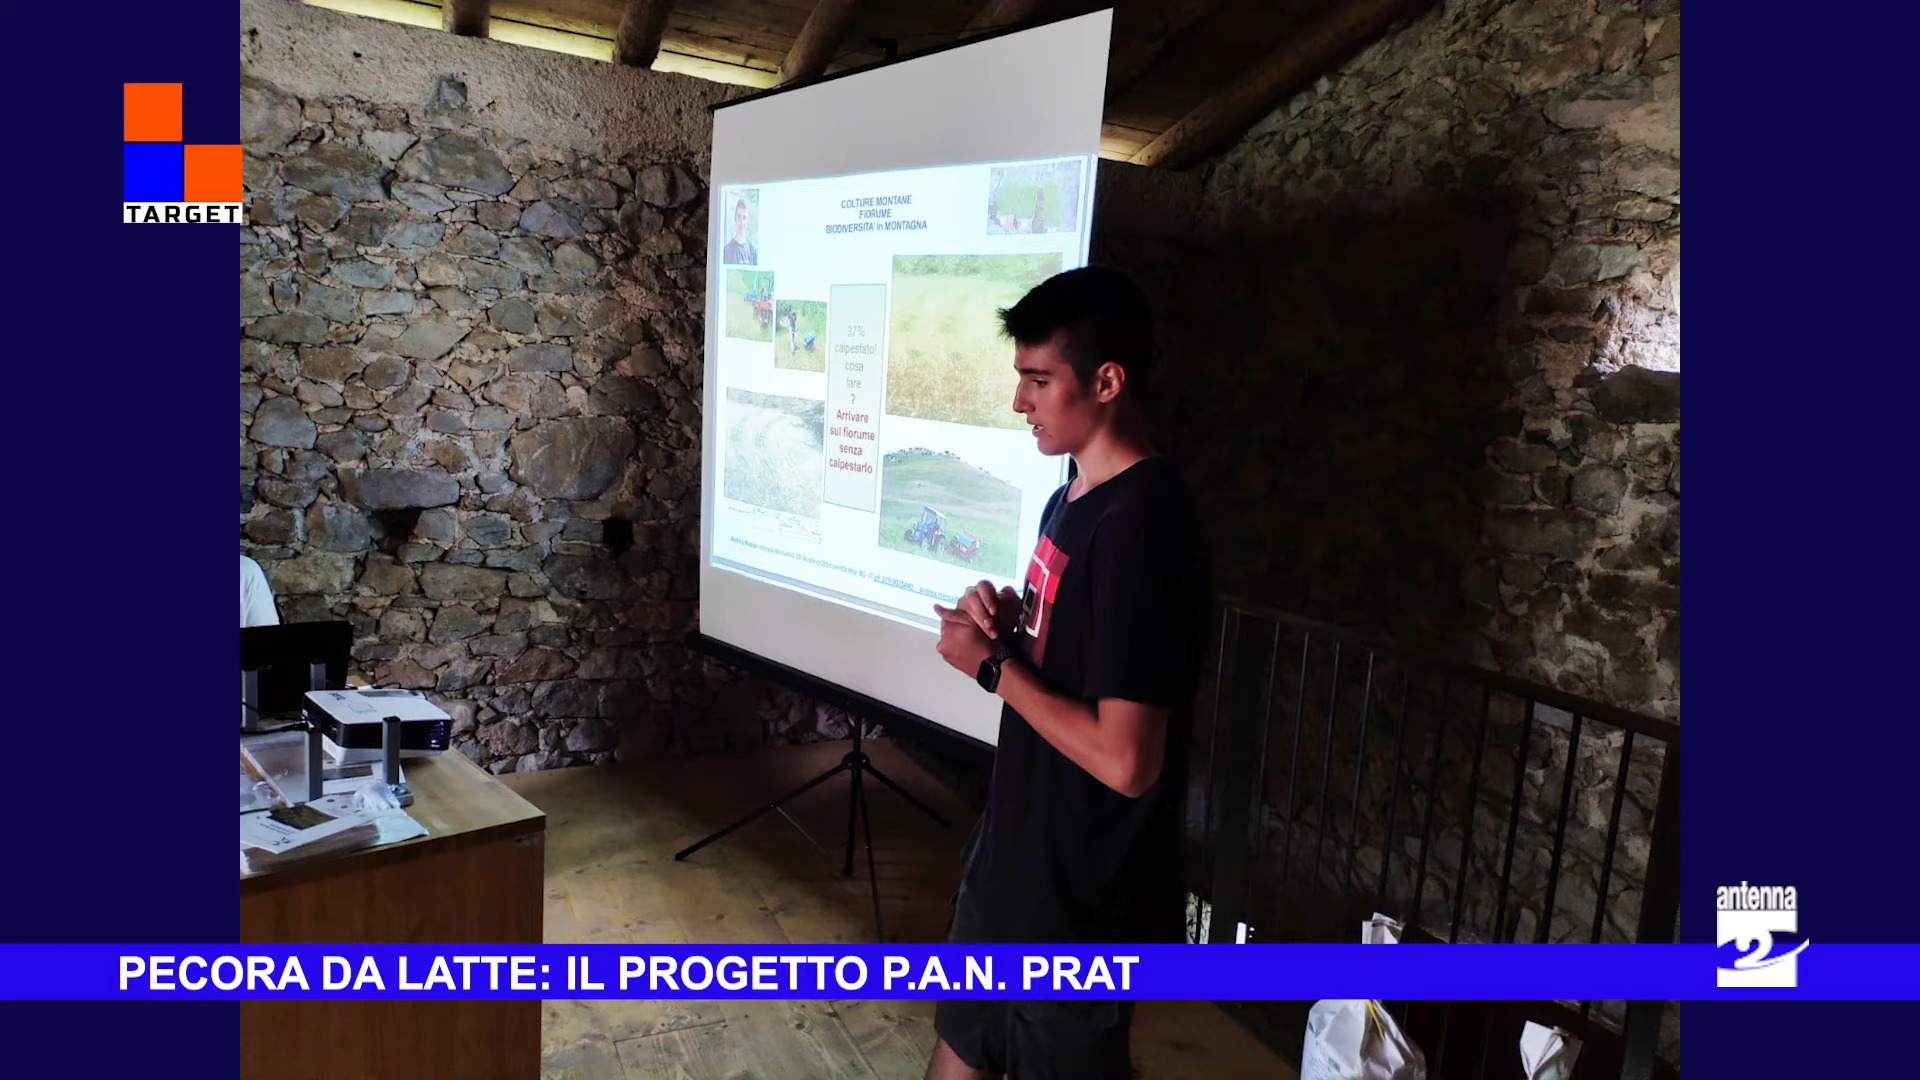 TARGET
COLTURE MONTANE
FIORUME
BIODIVERSITA' in MONTAGNA
37%
calpestato!
cosa
fare
?
Arrivare
sul fiorume
senza
calpestarlo
antenna
2
PECORA DA LATTE: IL PROGETTO P.A.N. PRAT